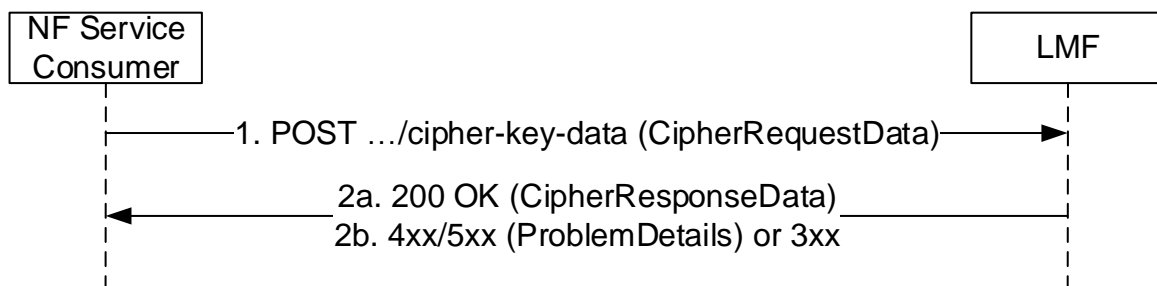 NF Service
Consumer
LMF
1. POST …/cipher-key-data (CipherRequestData)
2a. 200 OK (CipherResponseData)
2b. 4xx/5xx (ProblemDetails) or 3xx